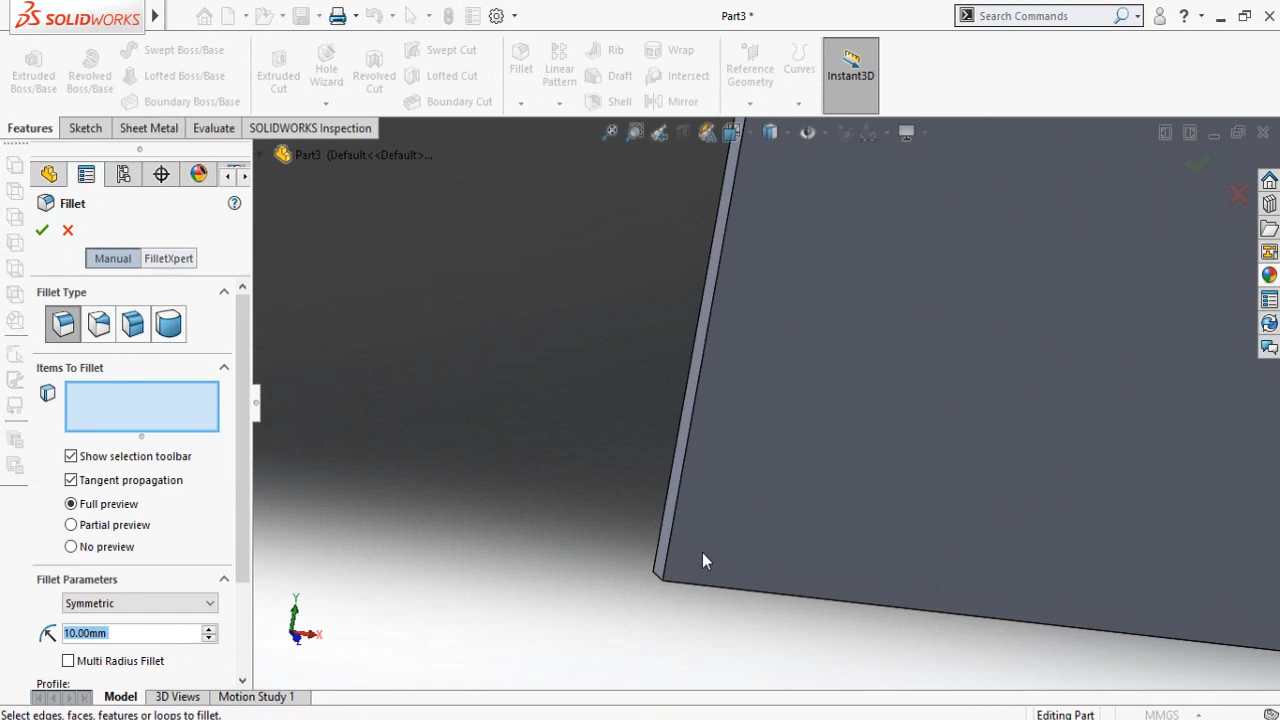 SOLIDWORKS
Part3 *
Search Commands
?
Extruded
Boss/Base
Revolved
Boss/Base
Swept Boss/Base
Lofted Boss/Base
Boundary Boss/Base
Extruded
Cut
Hole
Wizard
Revolved
Cut
Swept Cut
Lofted Cut
Boundary Cut
Fillet
Linear
Pattern
Rib
Draft
Shell
Wrap
Intersect
Mirror
Reference
Geometry
Curves
Instant3D
Features
Sketch
Sheet Metal
Evaluate
SOLIDWORKS Inspection
Part3 (Default<<Default>...
Fillet
?
Manual
FilletXpert
Fillet Type
Items To Fillet
Show selection toolbar
Tangent propagation
Full preview
Partial preview
No preview
Fillet Parameters
Symmetric
10.00mm
Multi Radius Fillet
Profile:
Y
X
Z
Model
3D Views
Motion Study 1
Select edges, faces, features or loops to fillet.
Editing Part
MMGS